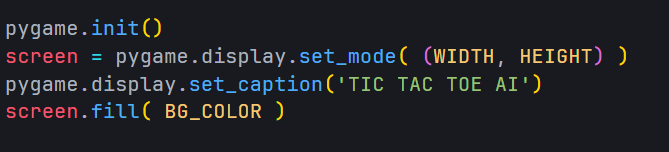 pygame.init()
screen = pygame.display.set_mode( (WIDTH, HEIGHT) )
pygame.display.set_caption('TIC TAC TOE AI')
screen.fill( BG_COLOR )